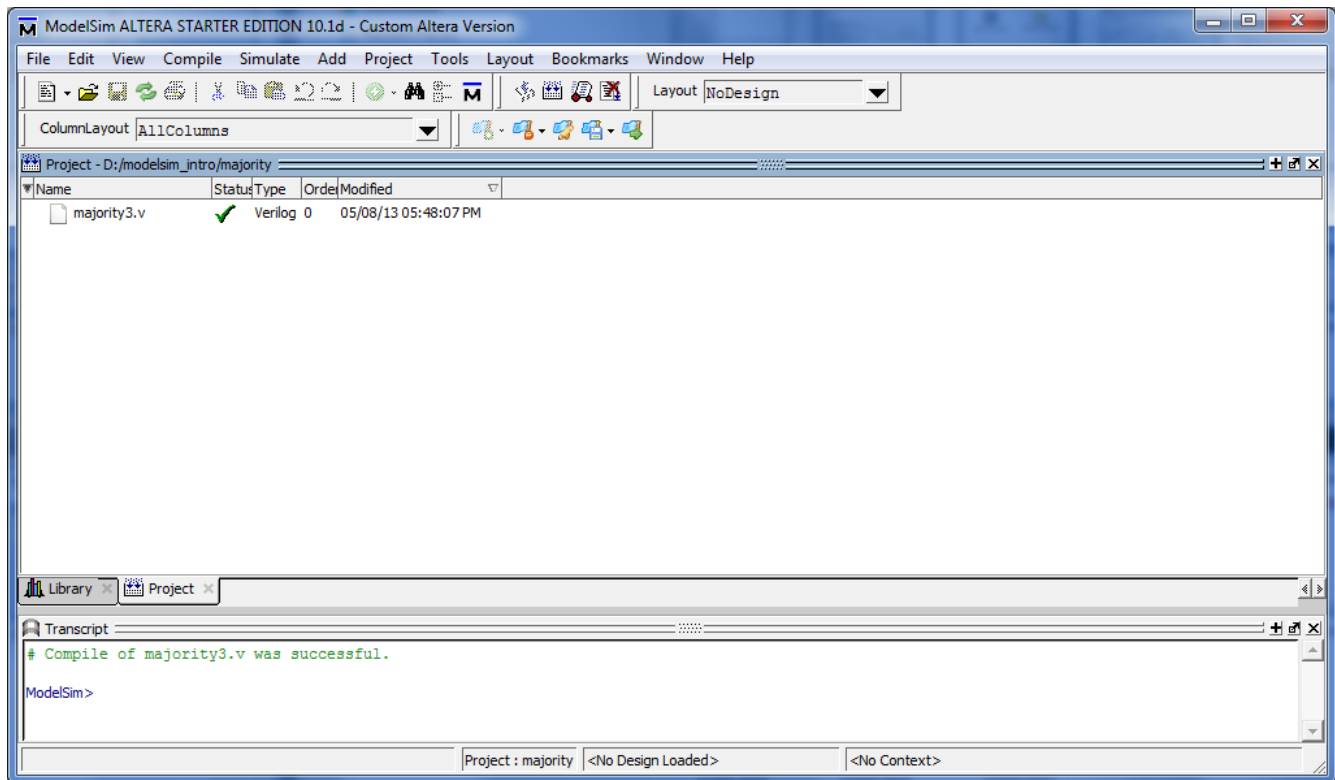 ModelSim ALTERA STARTER EDITION 10.1d - Custom Altera Version
File Edit View Compile Simulate Add Project Tools Layout Bookmarks Window Help
Layout NoDesign
ColumnLayout AllColumns
Project - D:/modelsim_intro/majority
Name Status Type Order Modified
majority3.v Verilog 0 05/08/13 05:48:07 PM
Library Project
Transcript
# Compile of majority3.v was successful.
ModelSim>
Project : majority <No Design Loaded> <No Context>